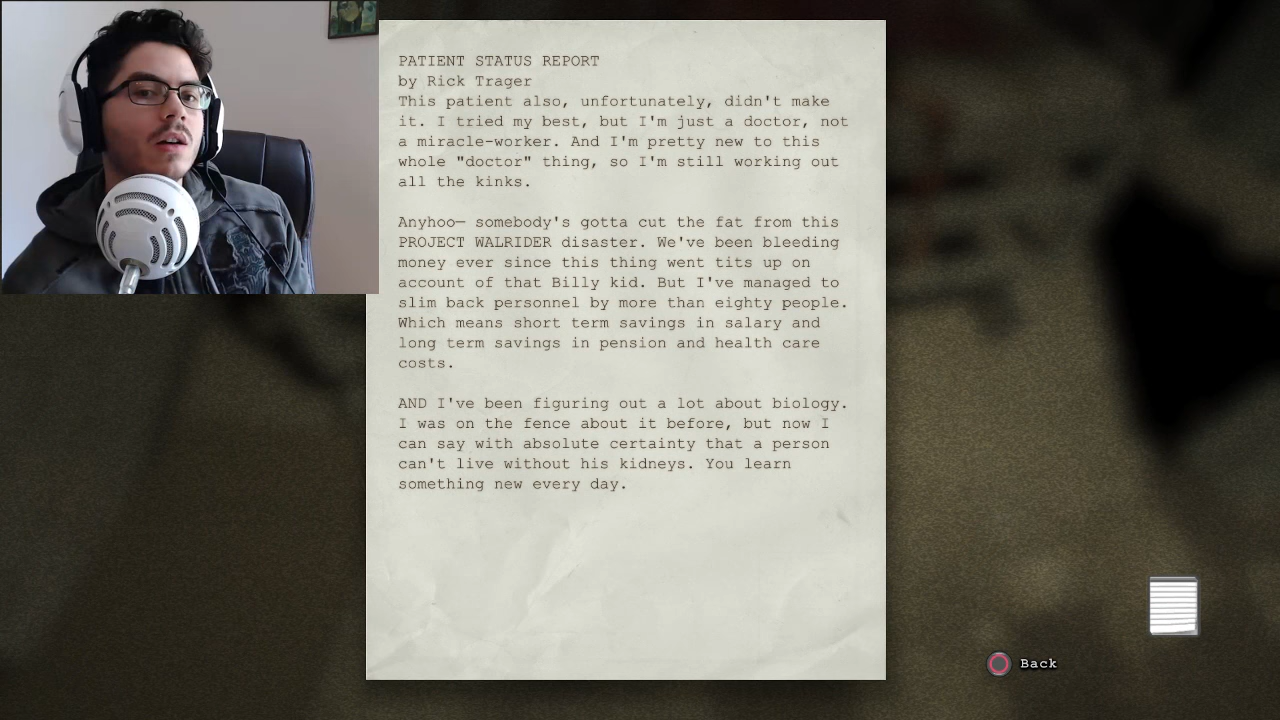 PATIENT STATUS REPORT
by Rick Trager
This patient also, unfortunately, didn't make
it. I tried my best, but I'm just a doctor, not
a miracle-worker. And I'm pretty new to this
whole "doctor" thing, so I'm still working out
all the kinks.
Anyhoo— somebody's gotta cut the fat from this
PROJECT WALRIDER disaster. We've been bleeding
money ever since this thing went tits up on
account of that Billy kid. But I've managed to
slim back personnel by more than eighty people.
Which means short term savings in salary and
long term savings in pension and health care
costs.
AND I've been figuring out a lot about biology.
I was on the fence about it before, but now I
can say with absolute certainty that a person
can't live without his kidneys. You learn
something new every day.
Back